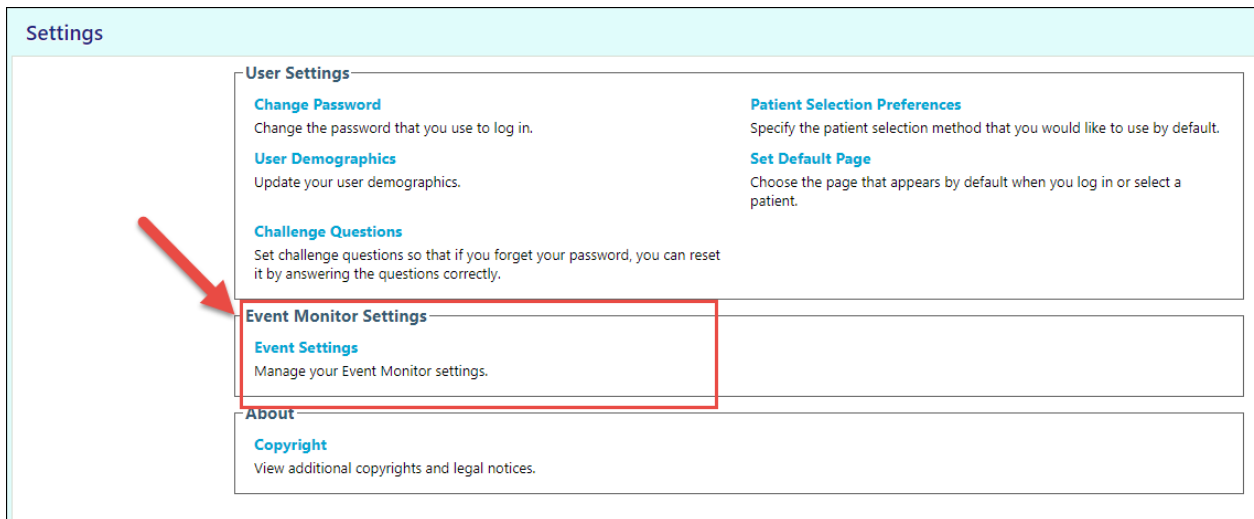 Settings
User Settings
Change Password
Change the password that you use to log in.
User Demographics
Update your user demographics.
Challenge Questions
Set challenge questions so that if you forget your password, you can reset
it by answering the questions correctly.
Patient Selection Preferences
Specify the patient selection method that you would like to use by default.
Set Default Page
Choose the page that appears by default when you log in or select a
patient.
Event Monitor Settings
Event Settings
Manage your Event Monitor settings.
About
Copyright
View additional copyrights and legal notices.